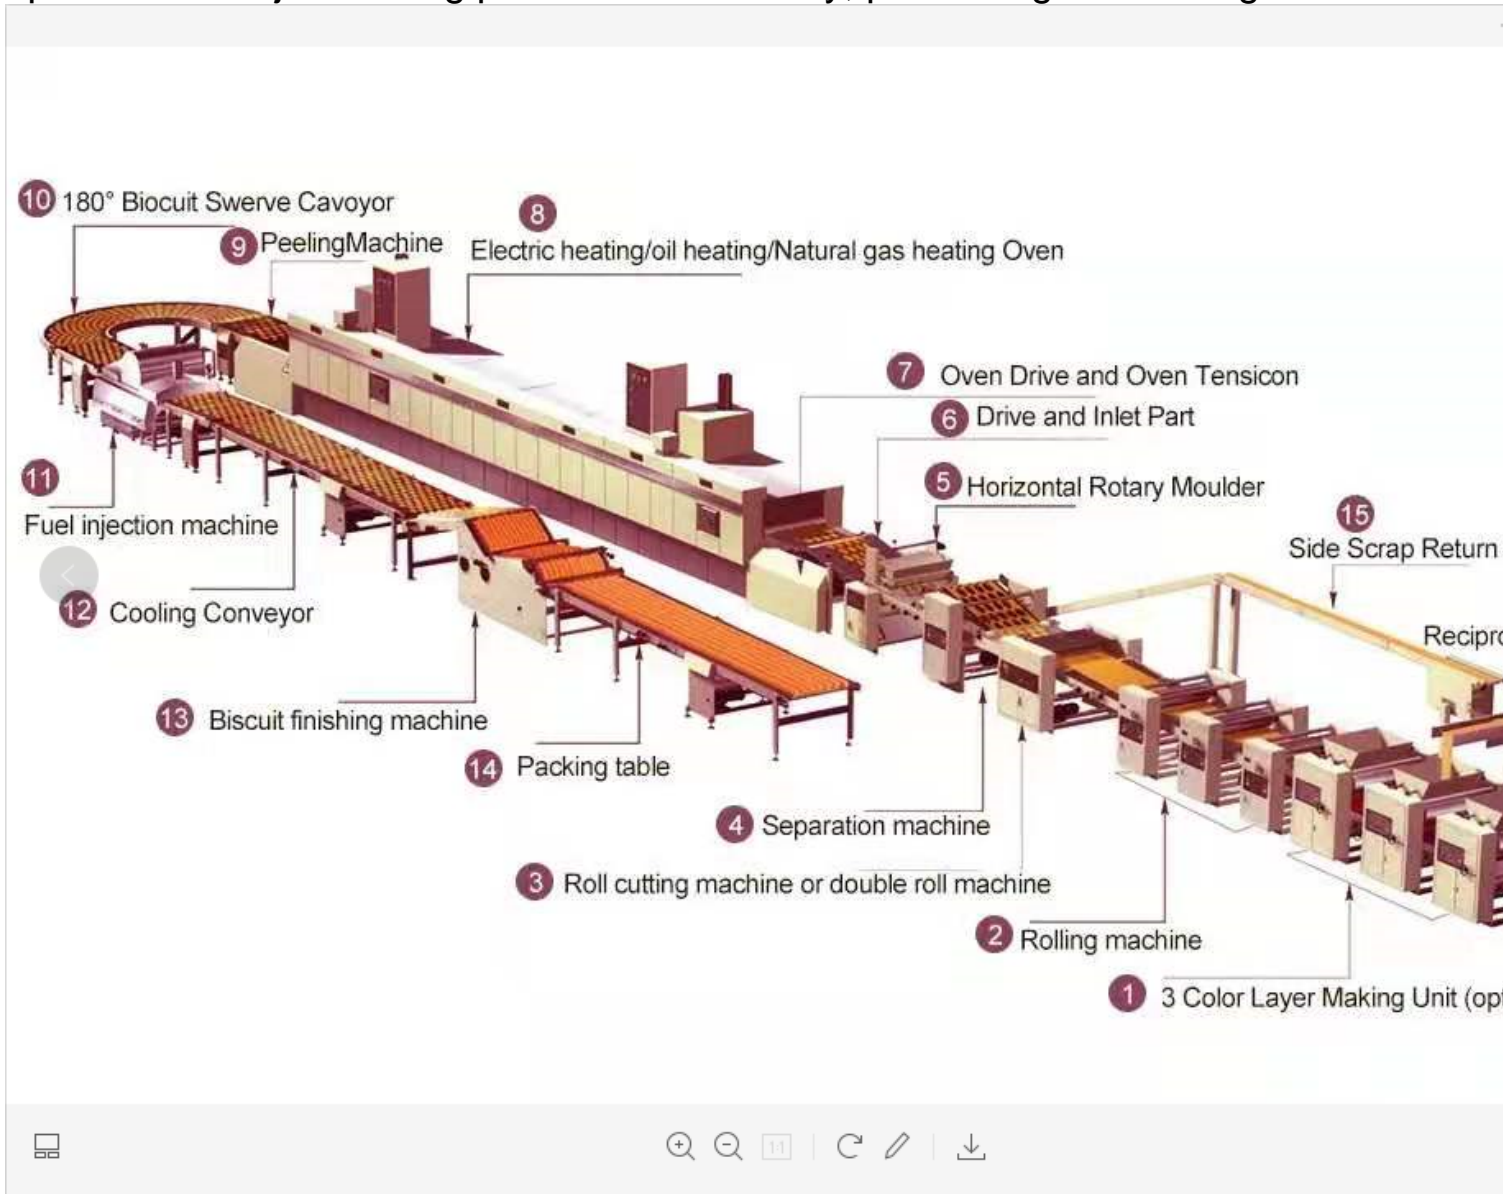 10 180° Biocuit Swerve Cavoyor
9 PeelingMachine
8
Electric heating/oil heating/Natural gas heating Oven
7 Oven Drive and Oven Tensicon
6 Drive and Inlet Part
5 Horizontal Rotary Moulder
15
Side Scrap Return
11
Fuel injection machine
12 Cooling Conveyor
13 Biscuit finishing machine
14 Packing table
4 Separation machine
3 Roll cutting machine or double roll machine
2 Rolling machine
1 3 Color Layer Making Unit
1:1